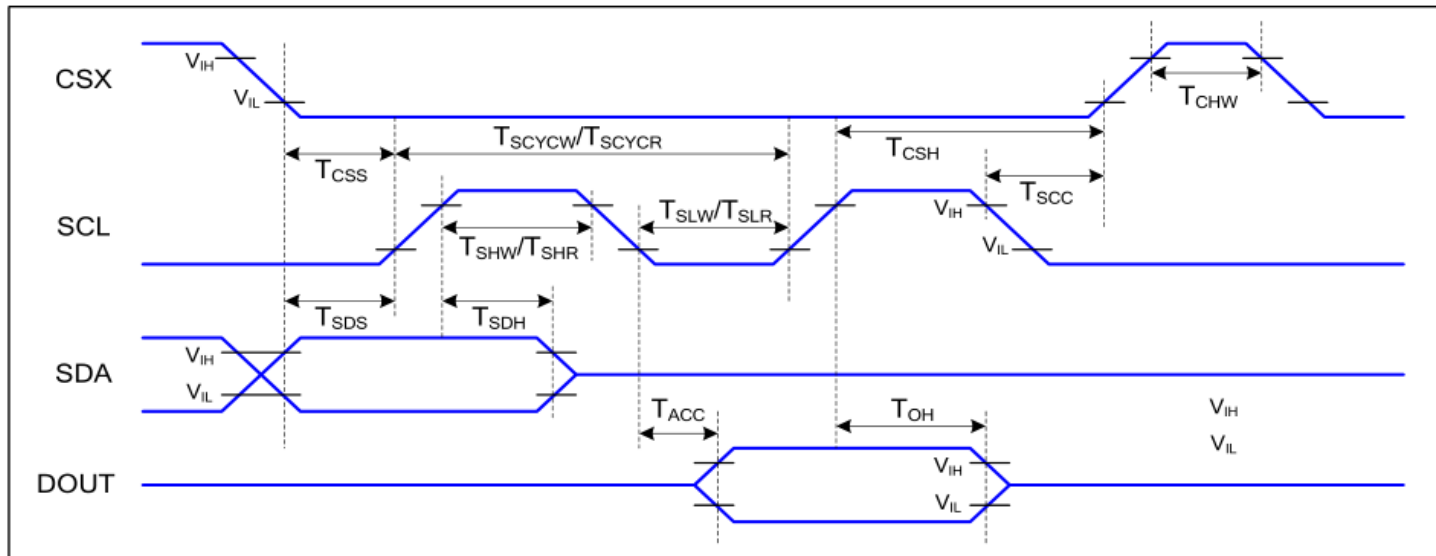 CSX
VIH
VIL
TCHW
TSCYCW/TSCYCR
TCSH
TCSS
TSCC
SCL
TSLW/TSLR
VIH
TSHW/TSHR
VIL
TSDS
TSDH
SDA
VIH
VIL
TACC
TOH
VIH
VIL
DOUT
VIH
VIL